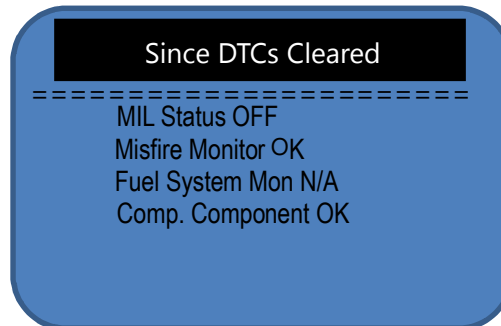 Since DTCs Cleared
=======================
MIL Status OFF
Misfire Monitor OK
Fuel System Mon N/A
Comp. Component OK